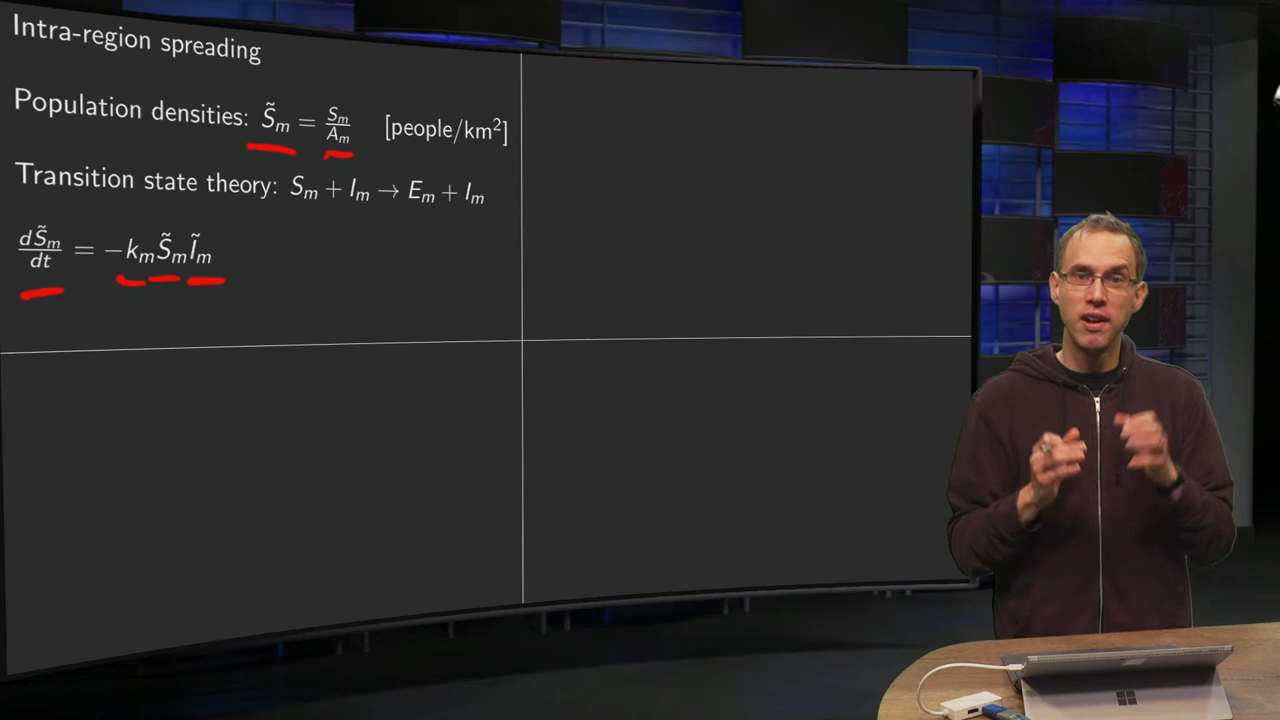 Intra-region spreading
Population densities: S̃ₘ = Sₘ/Aₘ [people/km²]
Transition state theory: Sₘ + Iₘ → Eₘ + Iₘ
dS̃ₘ/dt = −kₘS̃ₘĨₘ